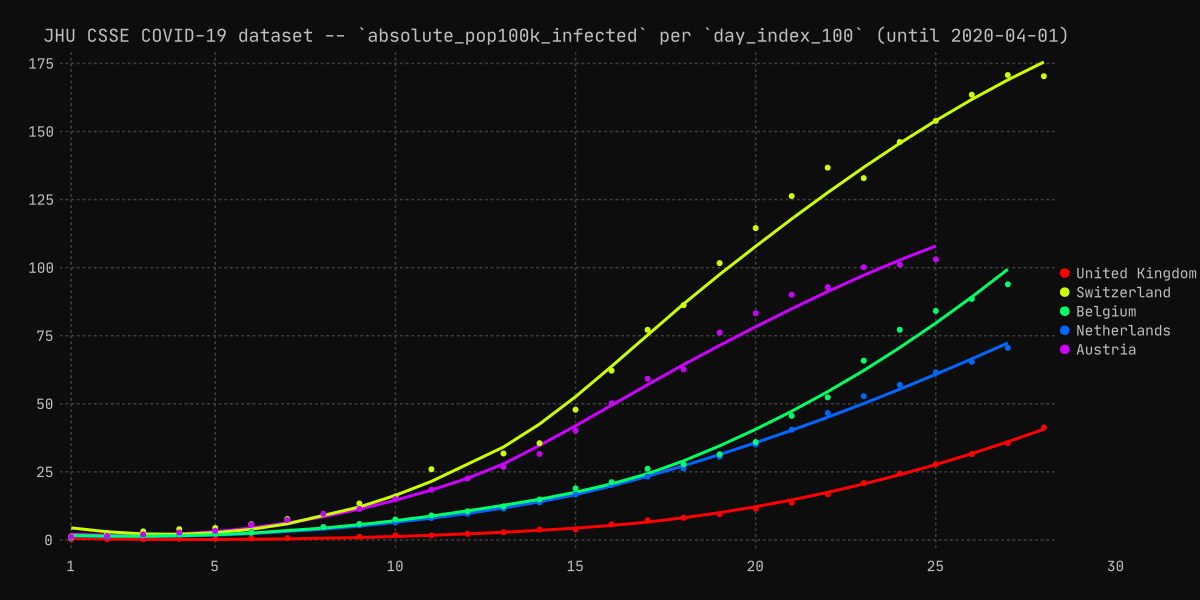 JHU CSSE COVID-19 dataset -- `absolute_pop100k_infected` per `day_index_100` (until 2020-04-01)
175
150
125
100
75
50
25
0
1 5 10 15 20 25 30
United Kingdom
Switzerland
Belgium
Netherlands
Austria